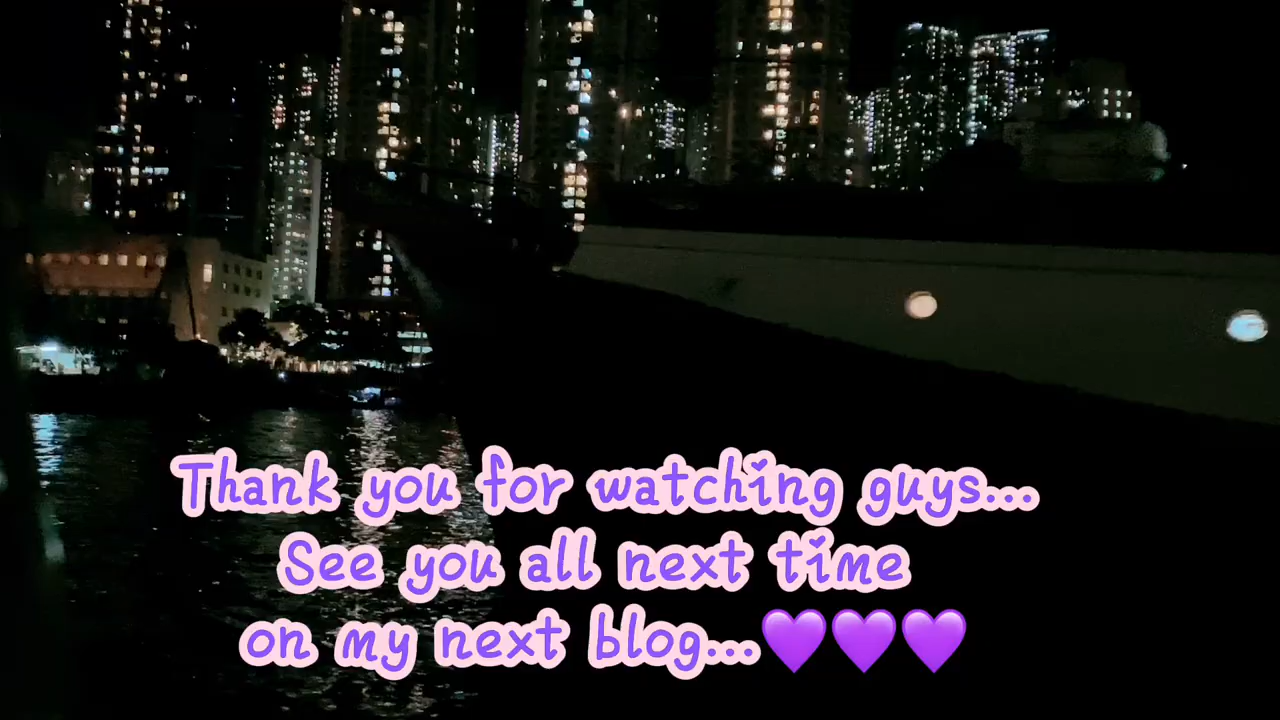 Thank you for watching guys...
See you all next time
on my next blog...💜💜💜